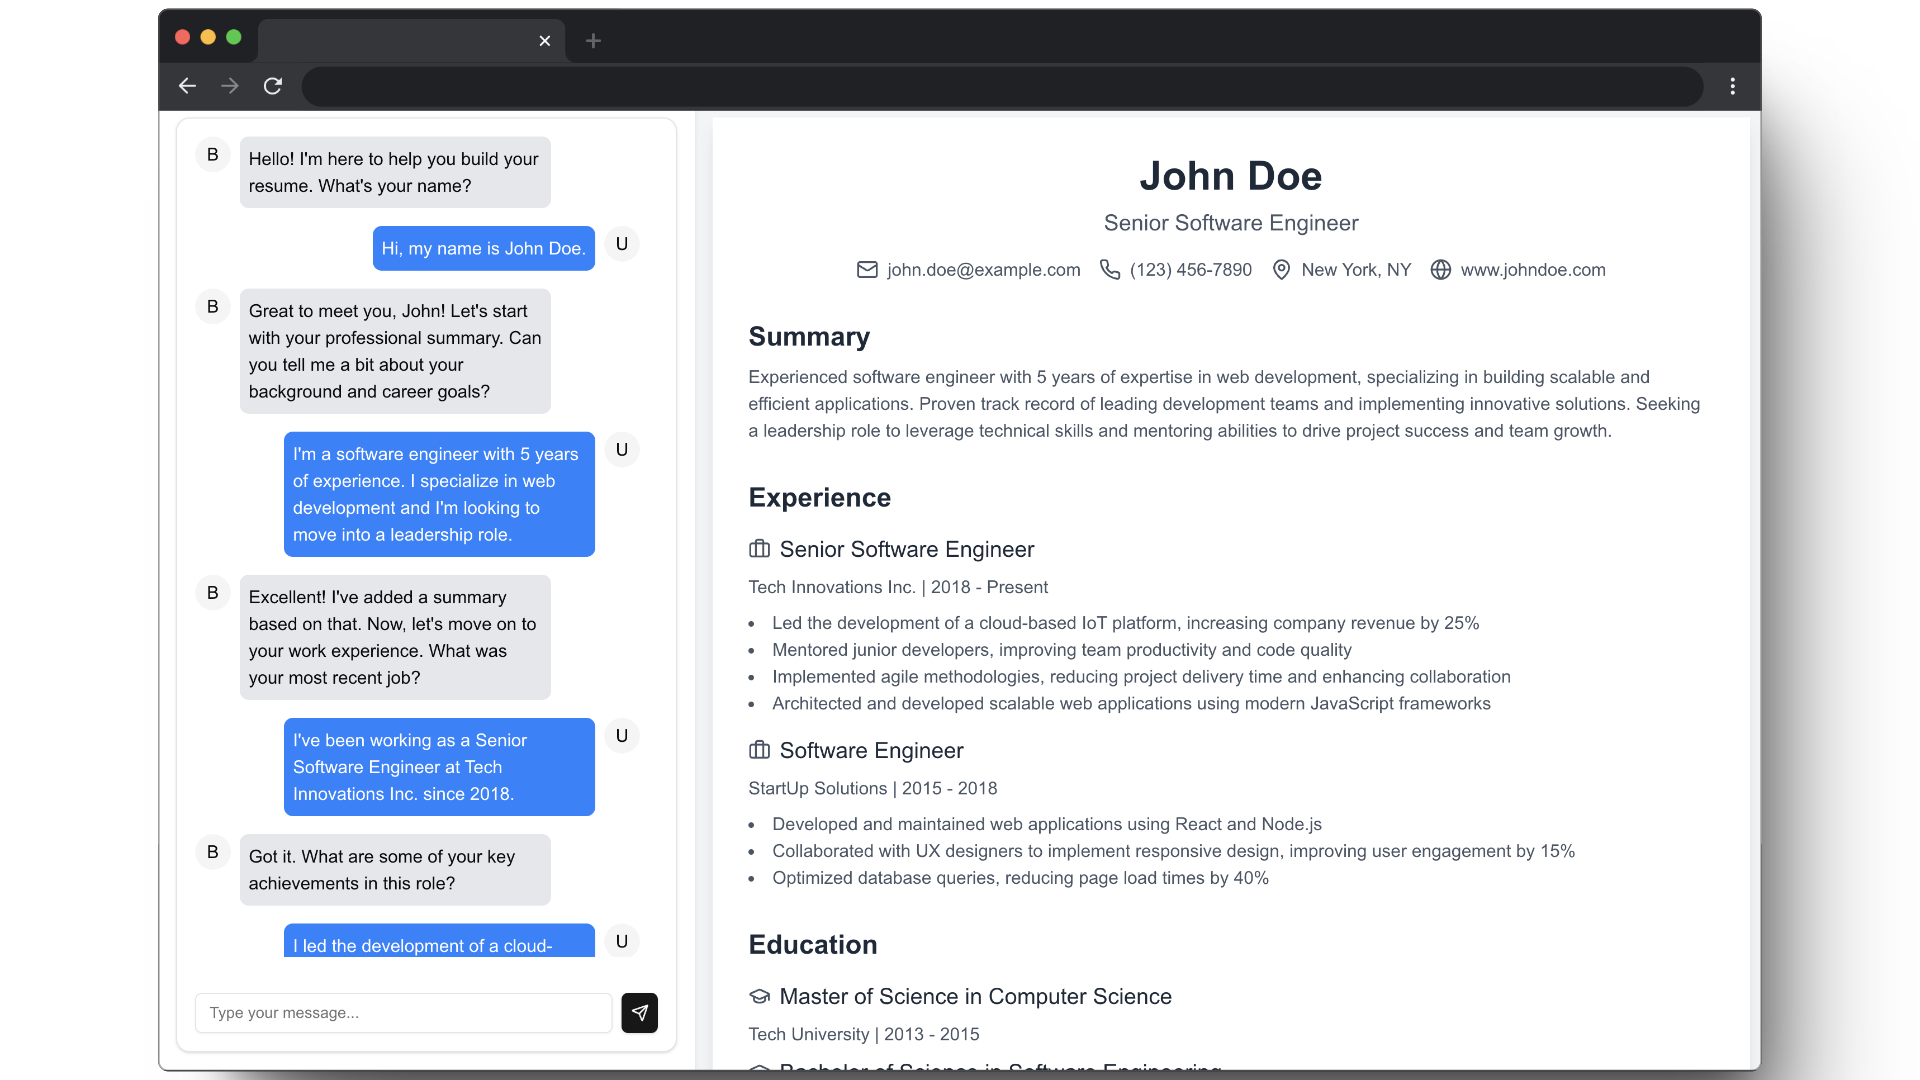 B
Hello! I'm here to help you build your
resume. What's your name?
Hi, my name is John Doe.
U
B
Great to meet you, John! Let's start
with your professional summary. Can
you tell me a bit about your
background and career goals?
I'm a software engineer with 5 years
of experience. I specialize in web
development and I'm looking to
move into a leadership role.
U
B
Excellent! I've added a summary
based on that. Now, let's move on to
your work experience. What was
your most recent job?
I've been working as a Senior
Software Engineer at Tech
Innovations Inc. since 2018.
U
B
Got it. What are some of your key
achievements in this role?
I led the development of a cloud-
U
Type your message...
John Doe
Senior Software Engineer
john.doe@example.com (123) 456-7890 New York, NY www.johndoe.com
Summary
Experienced software engineer with 5 years of expertise in web development, specializing in building scalable and
efficient applications. Proven track record of leading development teams and implementing innovative solutions. Seeking
a leadership role to leverage technical skills and mentoring abilities to drive project success and team growth.
Experience
Senior Software Engineer
Tech Innovations Inc. | 2018 - Present
• Led the development of a cloud-based IoT platform, increasing company revenue by 25%
• Mentored junior developers, improving team productivity and code quality
• Implemented agile methodologies, reducing project delivery time and enhancing collaboration
• Architected and developed scalable web applications using modern JavaScript frameworks
Software Engineer
StartUp Solutions | 2015 - 2018
• Developed and maintained web applications using React and Node.js
• Collaborated with UX designers to implement responsive design, improving user engagement by 15%
• Optimized database queries, reducing page load times by 40%
Education
Master of Science in Computer Science
Tech University | 2013 - 2015
Bachelor of Science in Software Engineering